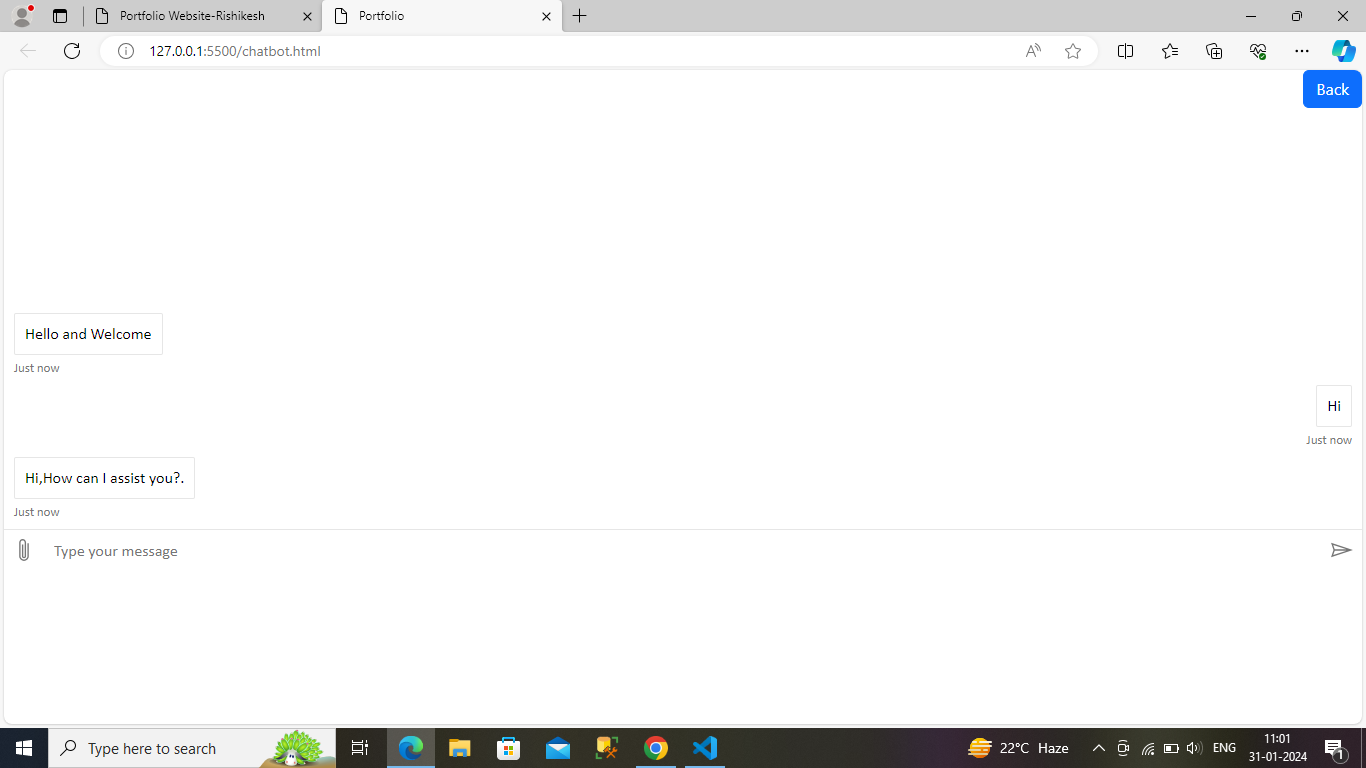 Portfolio Website-Rishikesh
Portfolio
127.0.0.1:5500/chatbot.html
Back
Hello and Welcome
Just now
Hi
Just now
Hi,How can I assist you?.
Just now
Type your message
Type here to search
22°C Haze
ENG
11:01
31-01-2024
1